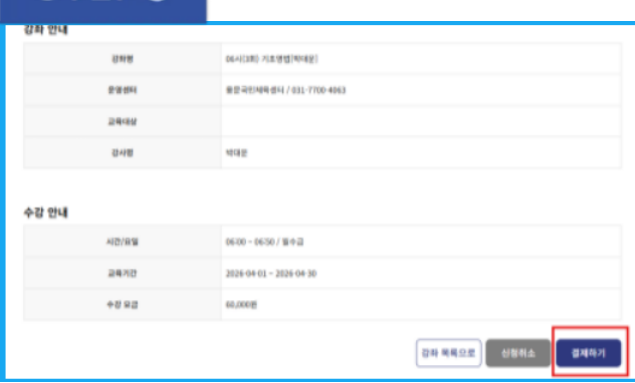 강좌 안내
강좌명 06시(3회) 기초영법[박대운]
운영센터 국민체육센터 / 031-7700-4063
교육대상
강사명 박대운
수강 안내
시간/요일 06:00 ~ 06:50 / 월수금
교육기간 2026-04-01 ~ 2026-04-30
수강 요금 60,000원
강좌 목록으로 신청취소 결제하기